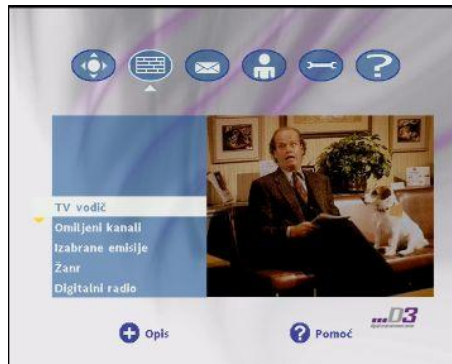 TV vodič
Omiljeni kanali
Izabrane emisije
Žanr
Digitalni radio
Opis
Pomoć
...D3